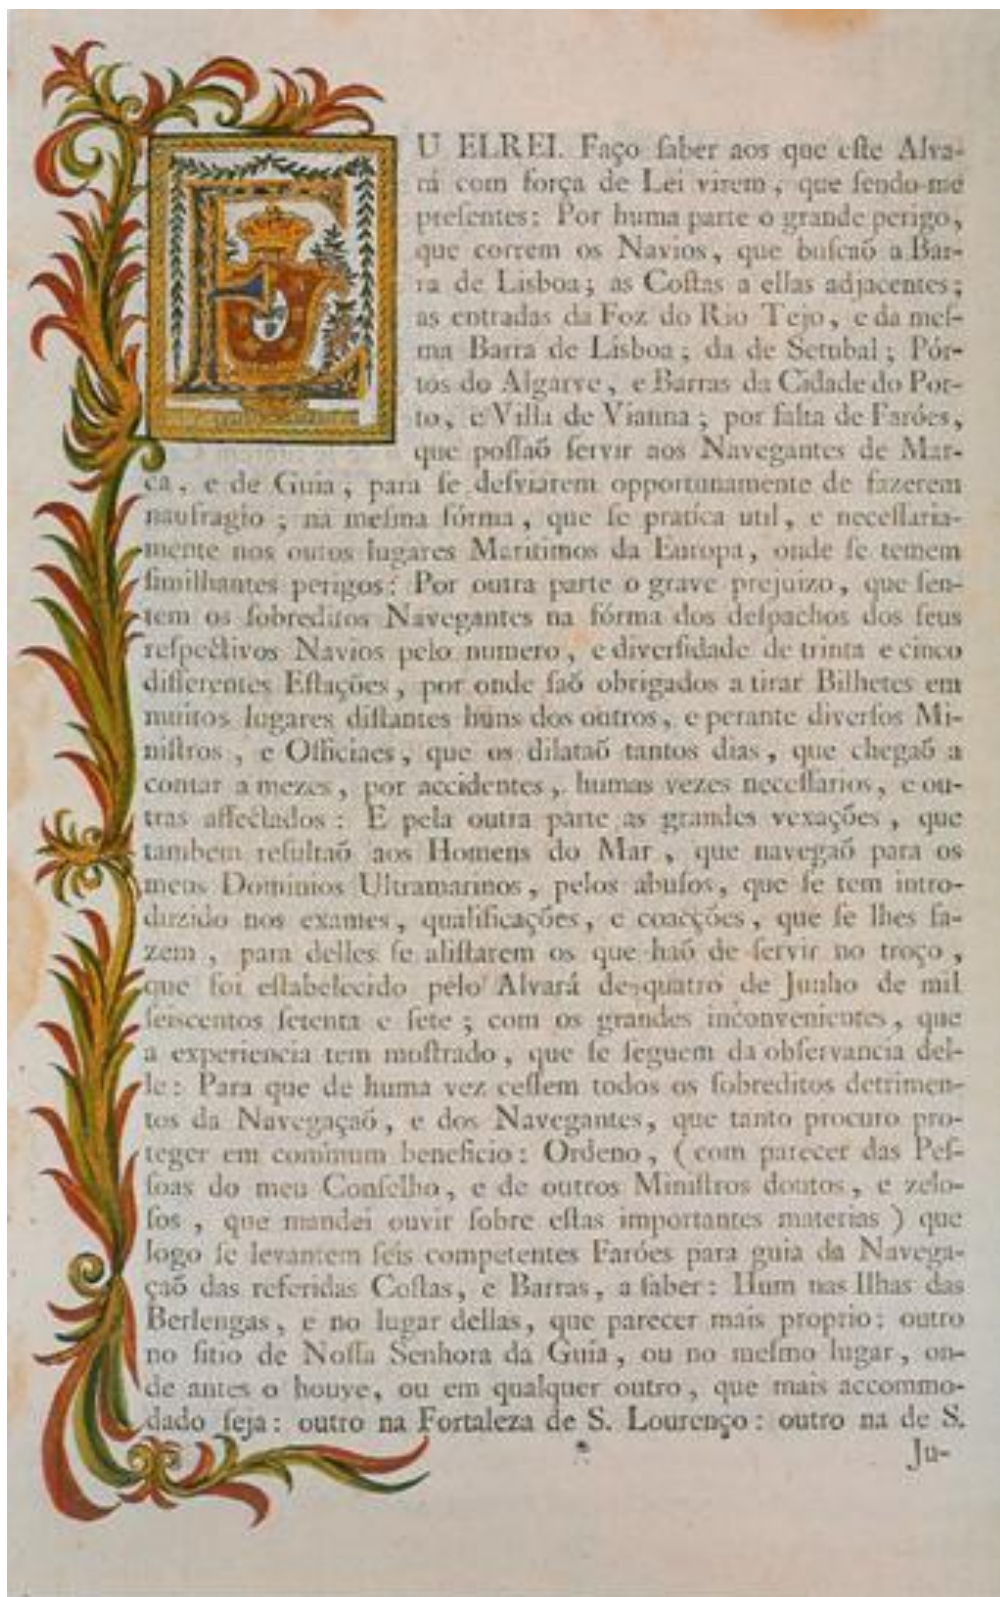 EU ELREI. Faço ſaber aos que eſte Alva-
rá com força de Lei virem, que ſendo-me
preſentes: Por huma parte o grande perigo,
que correm os Navios, que buſcaõ a Bar-
ra de Lisboa; as Coſtas a ellas adjacentes;
as entradas da Foz do Rio Tejo, e da meſ-
ma Barra de Lisboa; da de Setubal; Pór-
tos do Algarve, e Barras da Cidade do Por-
to, e Villa de Vianna; por falta de Faróes,
que poſſaõ ſervir aos Navegantes de Mar-
ca, e de Guia, para ſe deſviarem opportunamente de fazerem
naufragio; na meſma fórma, que ſe pratíca util, e neceſſaria-
mente nos outos lugares Maritimos da Europa, onde ſe temem
ſimilhantes perigos: Por outra parte o grave prejuizo, que ſen-
tem os ſobreditos Navegantes na fórma dos deſpachos dos ſeus
reſpectivos Navios pelo numero, e diverſidade de trinta e cinco
differentes Eſtações, por onde ſaõ obrigados a tirar Bilhetes em
muitos lugares diſtantes huns dos outros, e perante diverſos Mi-
niſtros, e Officiaes, que os dilataõ tantos dias, que chegaõ a
contar a mezes, por accidentes, humas vezes neceſſarios, e ou-
tras affectados: E pela outra parte as grandes vexações, que
tambem reſultaõ aos Homens do Mar, que navegaõ para os
meus Dominios Ultramarinos, pelos abuſos, que ſe tem intro-
duzido nos exames, qualificações, e coacções, que ſe lhes fa-
zem, para delles ſe aliſtarem os que haõ de ſervir no troço,
que foi eſtabelecido pelo Alvará de quatro de Junho de mil
ſeiscentos ſetenta e ſete; com os grandes inconvenientes, que
a experiencia tem moſtrado, que ſe ſeguem da obſervancia del-
le: Para que de huma vez ceſſem todos os ſobreditos detrimen-
tos da Navegaçaõ, e dos Navegantes, que tanto procuro pro-
teger em commum beneficio: Ordeno, (com parecer das Peſ-
ſoas do meu Conſelho, e de outros Miniſtros doutos, e zelo-
ſos, que mandei ouvir ſobre eſtas importantes materias) que
logo ſe levantem ſeis competentes Faróes para guia da Navega-
çaõ das referidas Coſtas, e Barras, a ſaber: Hum nas Ilhas das
Berlengas, e no lugar dellas, que parecer mais proprio: outro
no ſitio de Noſſa Senhora da Guia, ou no meſmo lugar, on-
de antes o houve, ou em qualquer outro, que mais accommo-
dado ſeja: outro na Fortaleza de S. Lourenço: outro na de S.
Ju-